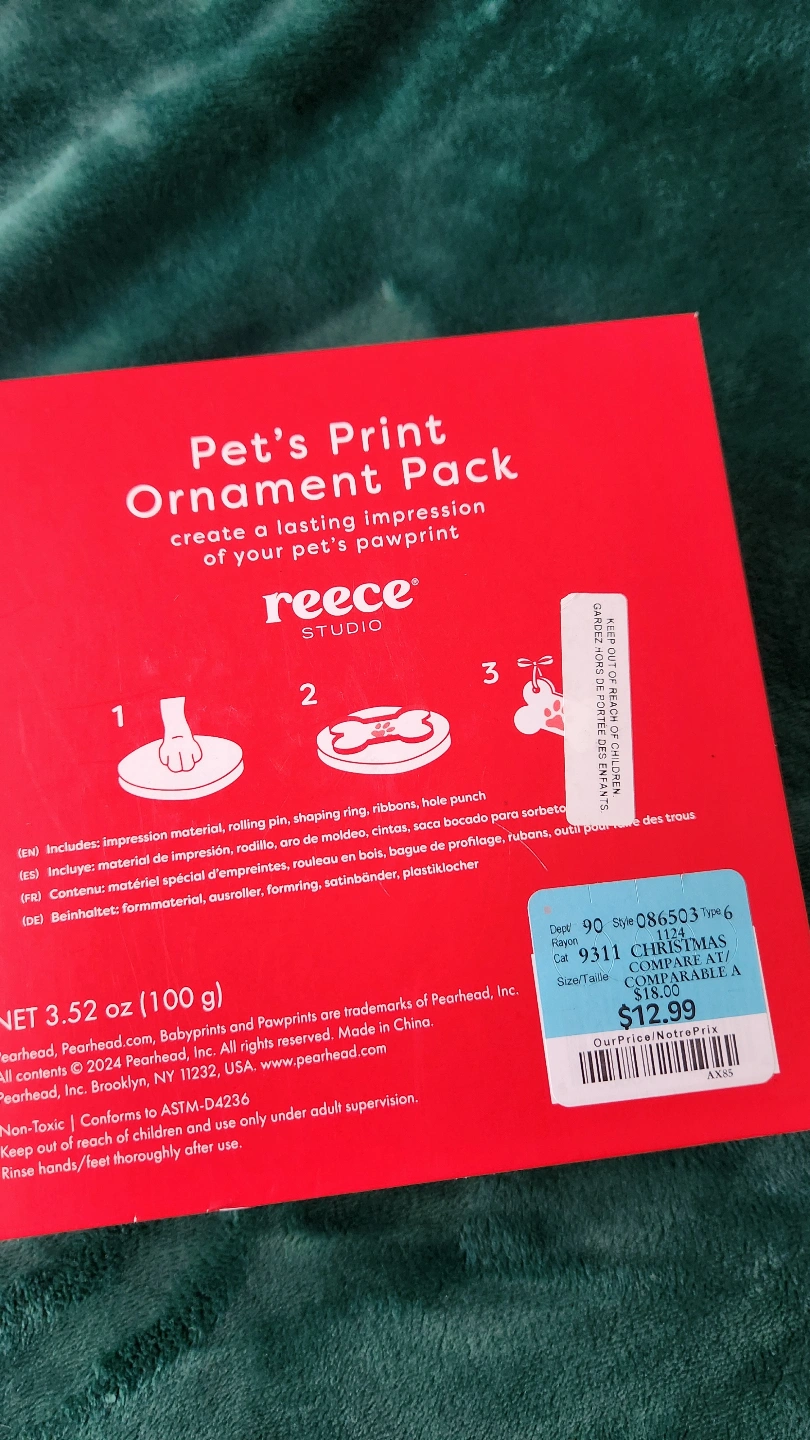 Pet's Print
Ornament Pack
create a lasting impression
of your pet's pawprint
reece®
STUDIO
1
2
3
KEEP OUT OF REACH OF CHILDREN.
GARDEZ HORS DE PORTÉE DES ENFANTS
(EN) Includes: impression material, rolling pin, shaping ring, ribbons, hole punch
(ES) Incluye: material de impresión, rodillo, aro de moldeo, cintas, saca bocado para sorbeto
(FR) Contenu: matériel spécial d'empreintes, rouleau en bois, bague de profilage, rubans, outil pour des trous
(DE) Beinhaltet: formmaterial, ausroller, formring, satinbänder, plastiklocher
NET 3.52 oz (100 g)
Pearhead, Pearhead.com, Babyprints and Pawprints are trademarks of Pearhead, Inc.
All contents © 2024 Pearhead, Inc. All rights reserved. Made in China.
Pearhead, Inc. Brooklyn, NY 11232, USA. www.pearhead.com
Non-Toxic | Conforms to ASTM-D4236
Keep out of reach of children and use only under adult supervision.
Rinse hands/feet thoroughly after use.
Dept/ 90 Style 086503 Type 6
Rayon 1124
Cat 9311 CHRISTMAS
COMPARE AT/
Size/Taille COMPARABLE A
$18.00
$12.99
OurPrice/NotrePrix
AX85